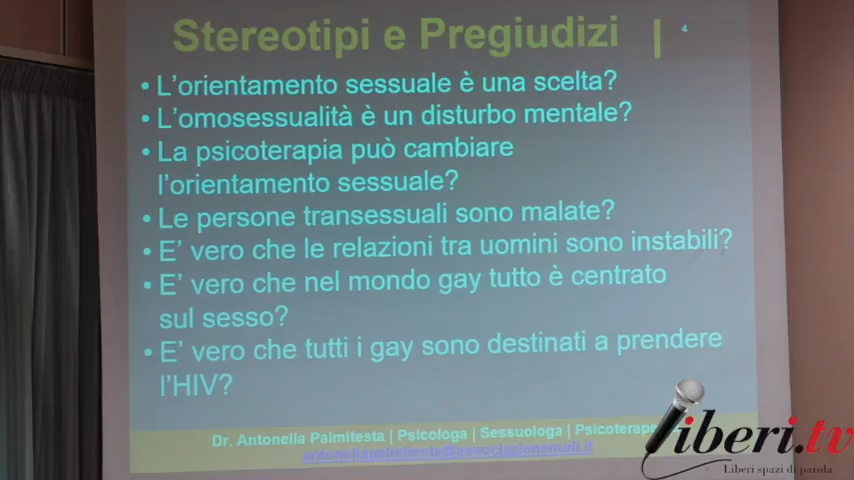 Stereotipi e Pregiudizi | 4
• L'orientamento sessuale è una scelta?
• L'omosessualità è un disturbo mentale?
• La psicoterapia può cambiare
l'orientamento sessuale?
• Le persone transessuali sono malate?
• E' vero che le relazioni tra uomini sono instabili?
• E' vero che nel mondo gay tutto è centrato
sul sesso?
• E' vero che tutti i gay sono destinati a prendere
l'HIV?
Dr. Antonella Palmitesta | Psicologa | Sessuologa | Psicoterape
antonellapalmitesta@associazionenudi.it
liberi.tv
Liberi spazi di parola